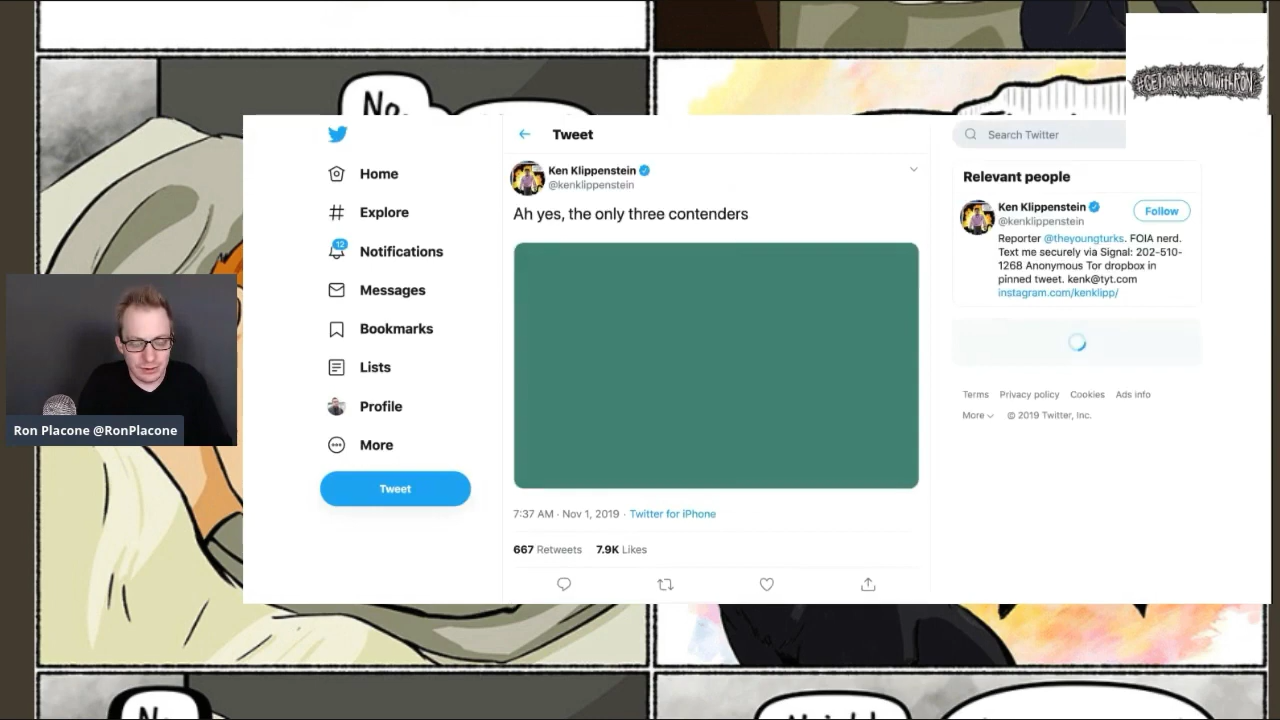 No.
#GETYOURNEWSONWITHRON
Tweet
Search Twitter
Ken Klippenstein
@kenklippenstein
Ah yes, the only three contenders
7:37 AM · Nov 1, 2019 · Twitter for iPhone
667 Retweets 7.9K Likes
Home
Explore
12
Notifications
Messages
Bookmarks
Lists
Profile
More
Tweet
Relevant people
Ken Klippenstein
@kenklippenstein
Follow
Reporter @theyoungturks. FOIA nerd.
Text me securely via Signal: 202-510-
1268 Anonymous Tor dropbox in
pinned tweet. kenk@tyt.com
instagram.com/kenklipp/
Terms Privacy policy Cookies Ads info
More © 2019 Twitter, Inc.
Ron Placone @RonPlacone